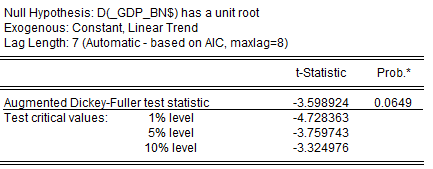 Null Hypothesis: D(_GDP_BN$) has a unit root
Exogenous: Constant, Linear Trend
Lag Length: 7 (Automatic - based on AIC, maxlag=8)
t-Statistic Prob.*
Augmented Dickey-Fuller test statistic -3.598924 0.0649
Test critical values: 1% level -4.728363
5% level -3.759743
10% level -3.324976